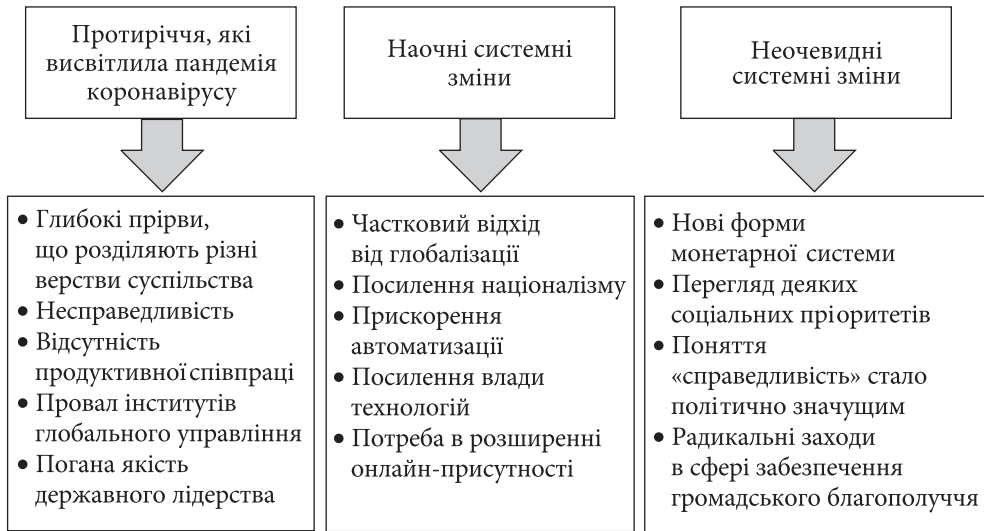 Протиріччя, які
висвітлила пандемія
коронавірусу
Наочні системні
зміни
Неочевидні
системні зміни
• Глибокі прірви,
що розділяють різні
верстви суспільства
• Несправедливість
• Відсутність
продуктивної співпраці
• Провал інститутів
глобального управління
• Погана якість
державного лідерства
• Частковий відхід
від глобалізації
• Посилення націоналізму
• Прискорення
автоматизації
• Посилення влади
технологій
• Потреба в розширенні
онлайн-присутності
• Нові форми
монетарної системи
• Перегляд деяких
соціальних пріоритетів
• Поняття
«справедливість» стало
політично значущим
• Радикальні заходи
в сфері забезпечення
громадського благополуччя